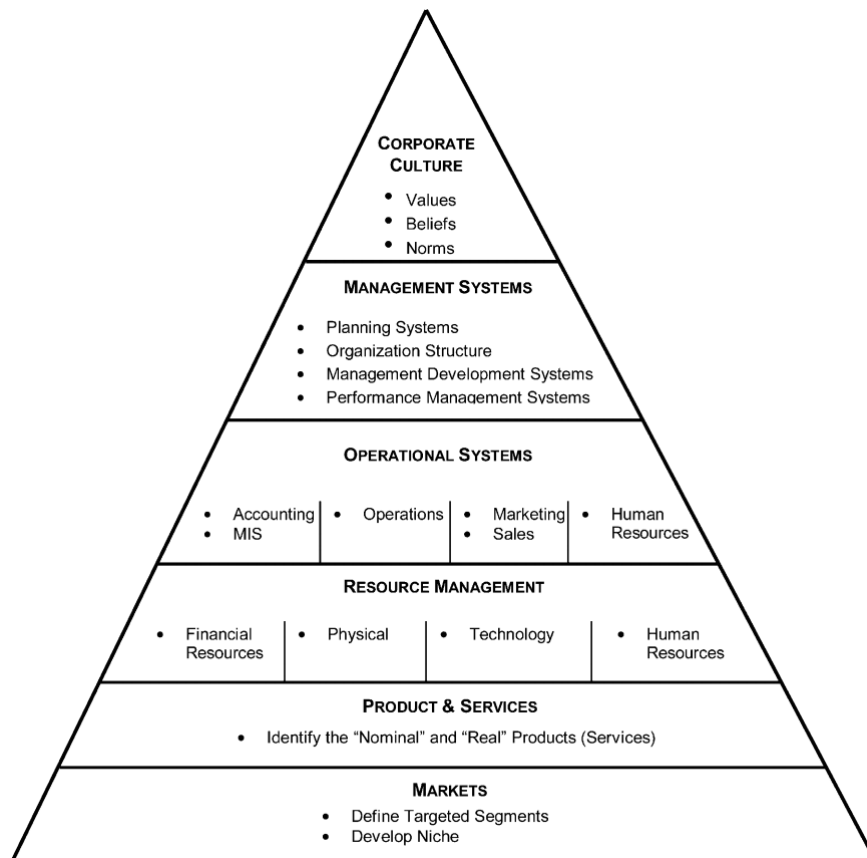 CORPORATE
CULTURE
• Values
• Beliefs
• Norms
MANAGEMENT SYSTEMS
• Planning Systems
• Organization Structure
• Management Development Systems
• Performance Management Systems
OPERATIONAL SYSTEMS
• Accounting
• MIS
• Operations
• Marketing
• Sales
• Human
Resources
RESOURCE MANAGEMENT
• Financial
Resources
• Physical
• Technology
• Human
Resources
PRODUCT & SERVICES
• Identify the “Nominal” and “Real” Products (Services)
MARKETS
• Define Targeted Segments
• Develop Niche